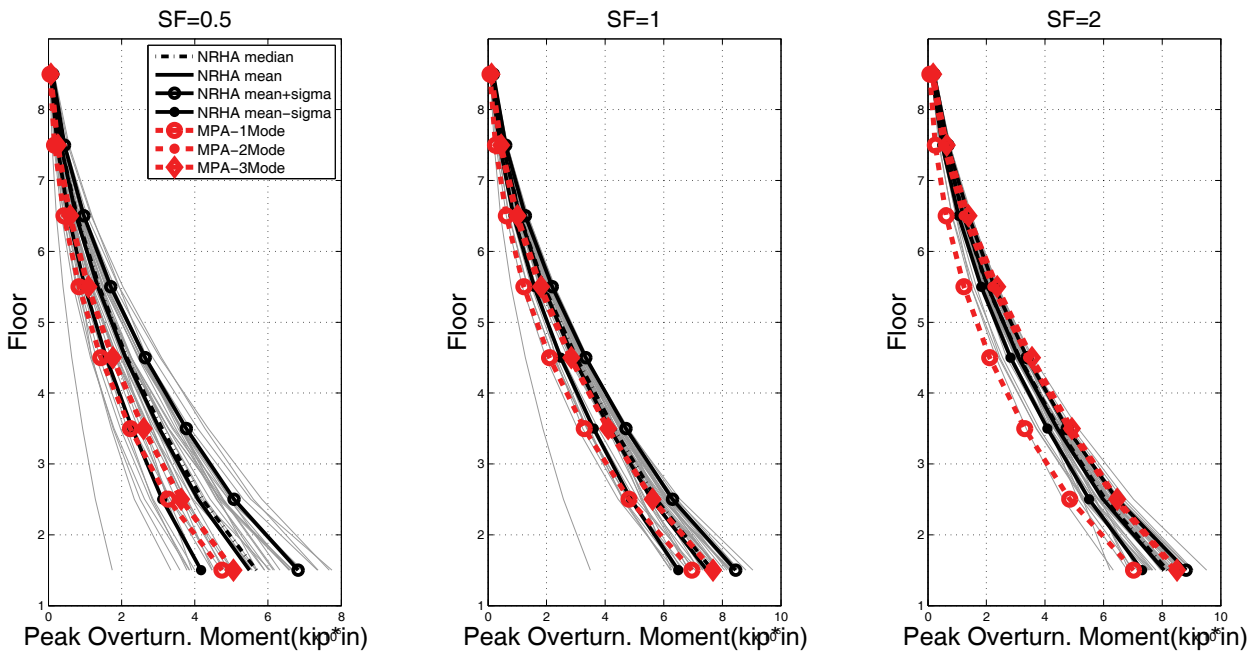 SF=0.5
SF=1
SF=2
NRHA median
NRHA mean
NRHA mean+sigma
NRHA mean−sigma
MPA−1Mode
MPA−2Mode
MPA−3Mode
8
7
6
5
4
3
2
1
Floor
0 2 4 6 8
Peak Overturn. Moment(kip*in)
8
7
6
5
4
3
2
1
Floor
0 2 4 6 8 10
Peak Overturn. Moment(kip*in)
8
7
6
5
4
3
2
1
Floor
0 2 4 6 8 10
Peak Overturn. Moment(kip*in)